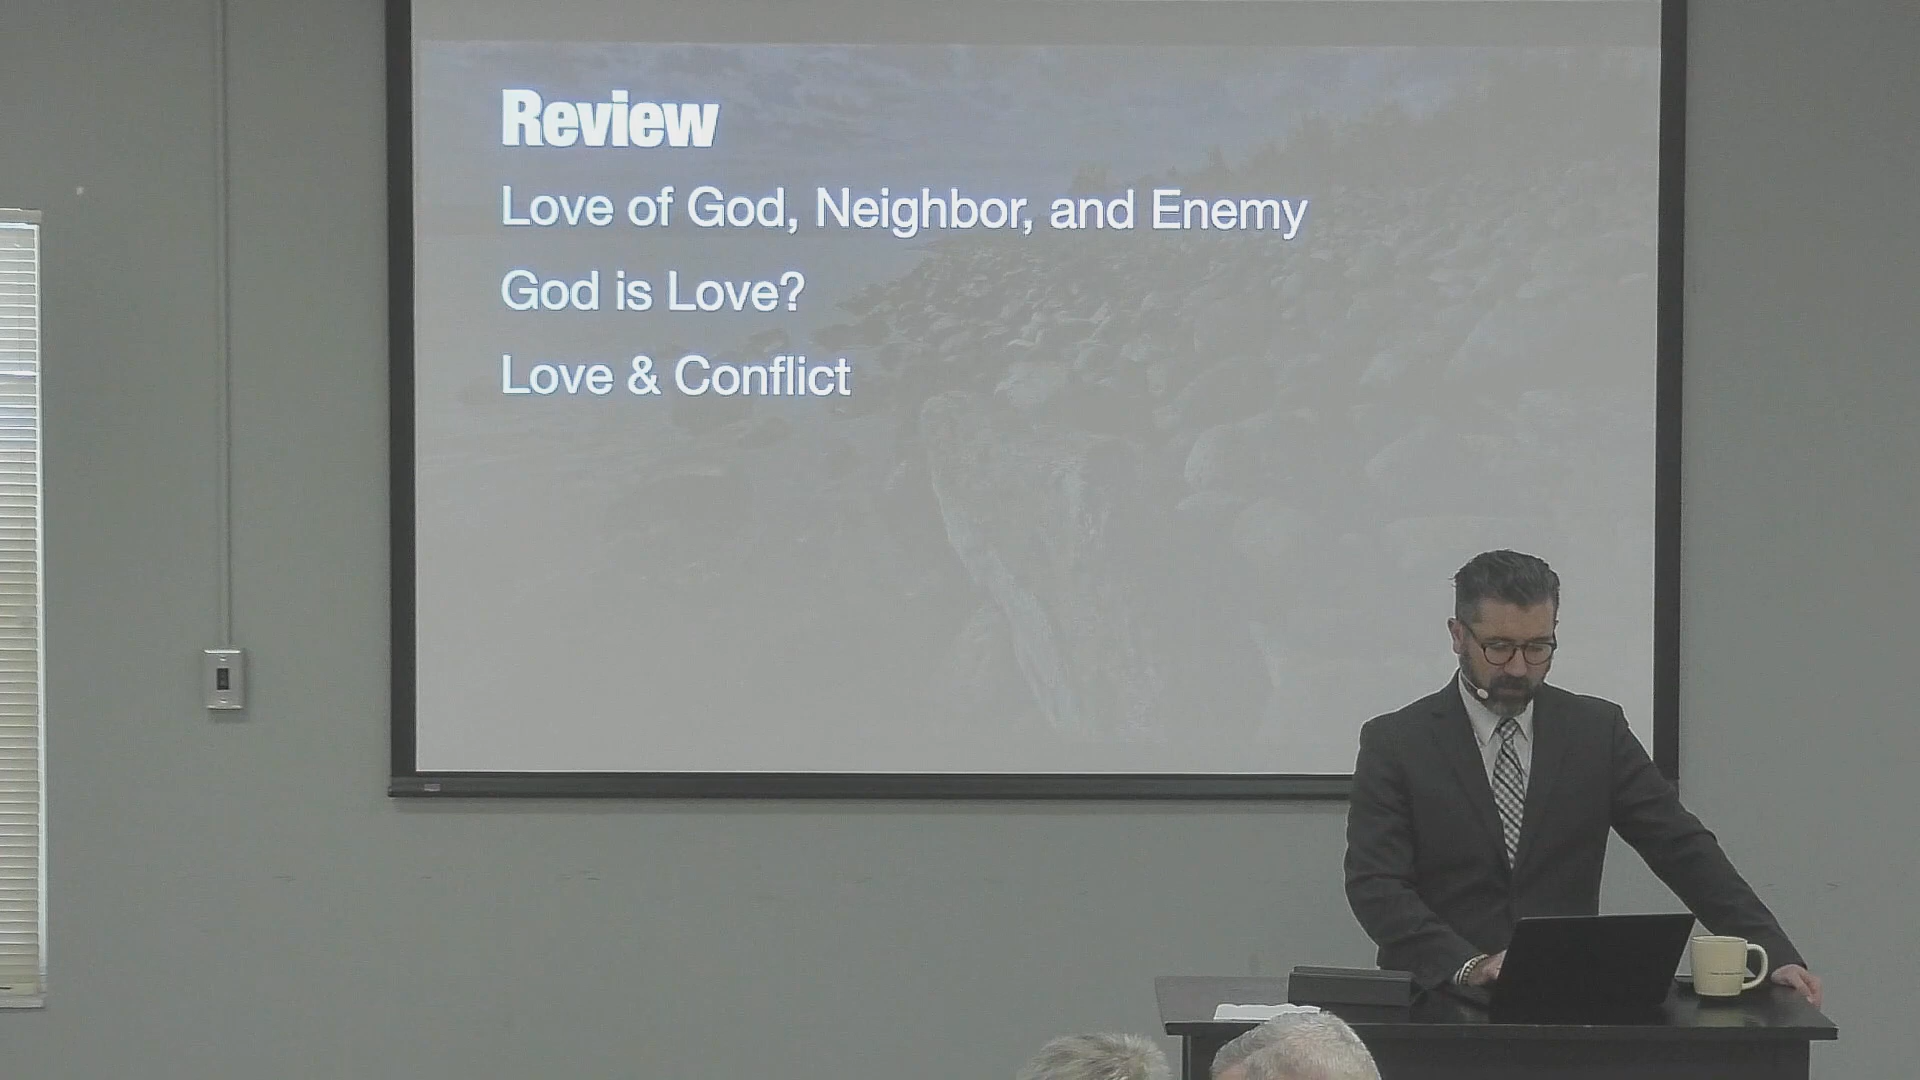 Review
Love of God, Neighbor, and Enemy
God is Love?
Love & Conflict